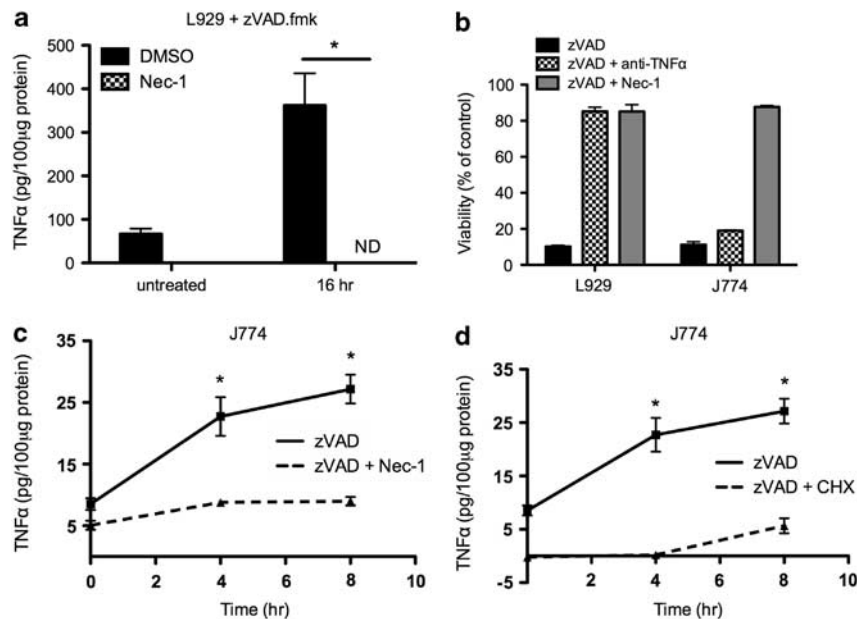 a
L929 + zVAD.fmk
TNFα (pg/100µg protein)
500
400
300
200
100
0
DMSO
Nec-1
*
ND
untreated
16 hr
b
zVAD
zVAD + anti-TNFα
zVAD + Nec-1
Viability (% of control)
100
80
60
40
20
0
L929
J774
c
J774
TNFα (pg/100µg protein)
35
25
15
5
*
*
zVAD
zVAD + Nec-1
0
2
4
6
8
10
Time (hr)
d
J774
TNFα (pg/100µg protein)
35
25
15
5
-5
*
*
zVAD
zVAD + CHX
2
4
6
8
10
Time (hr)